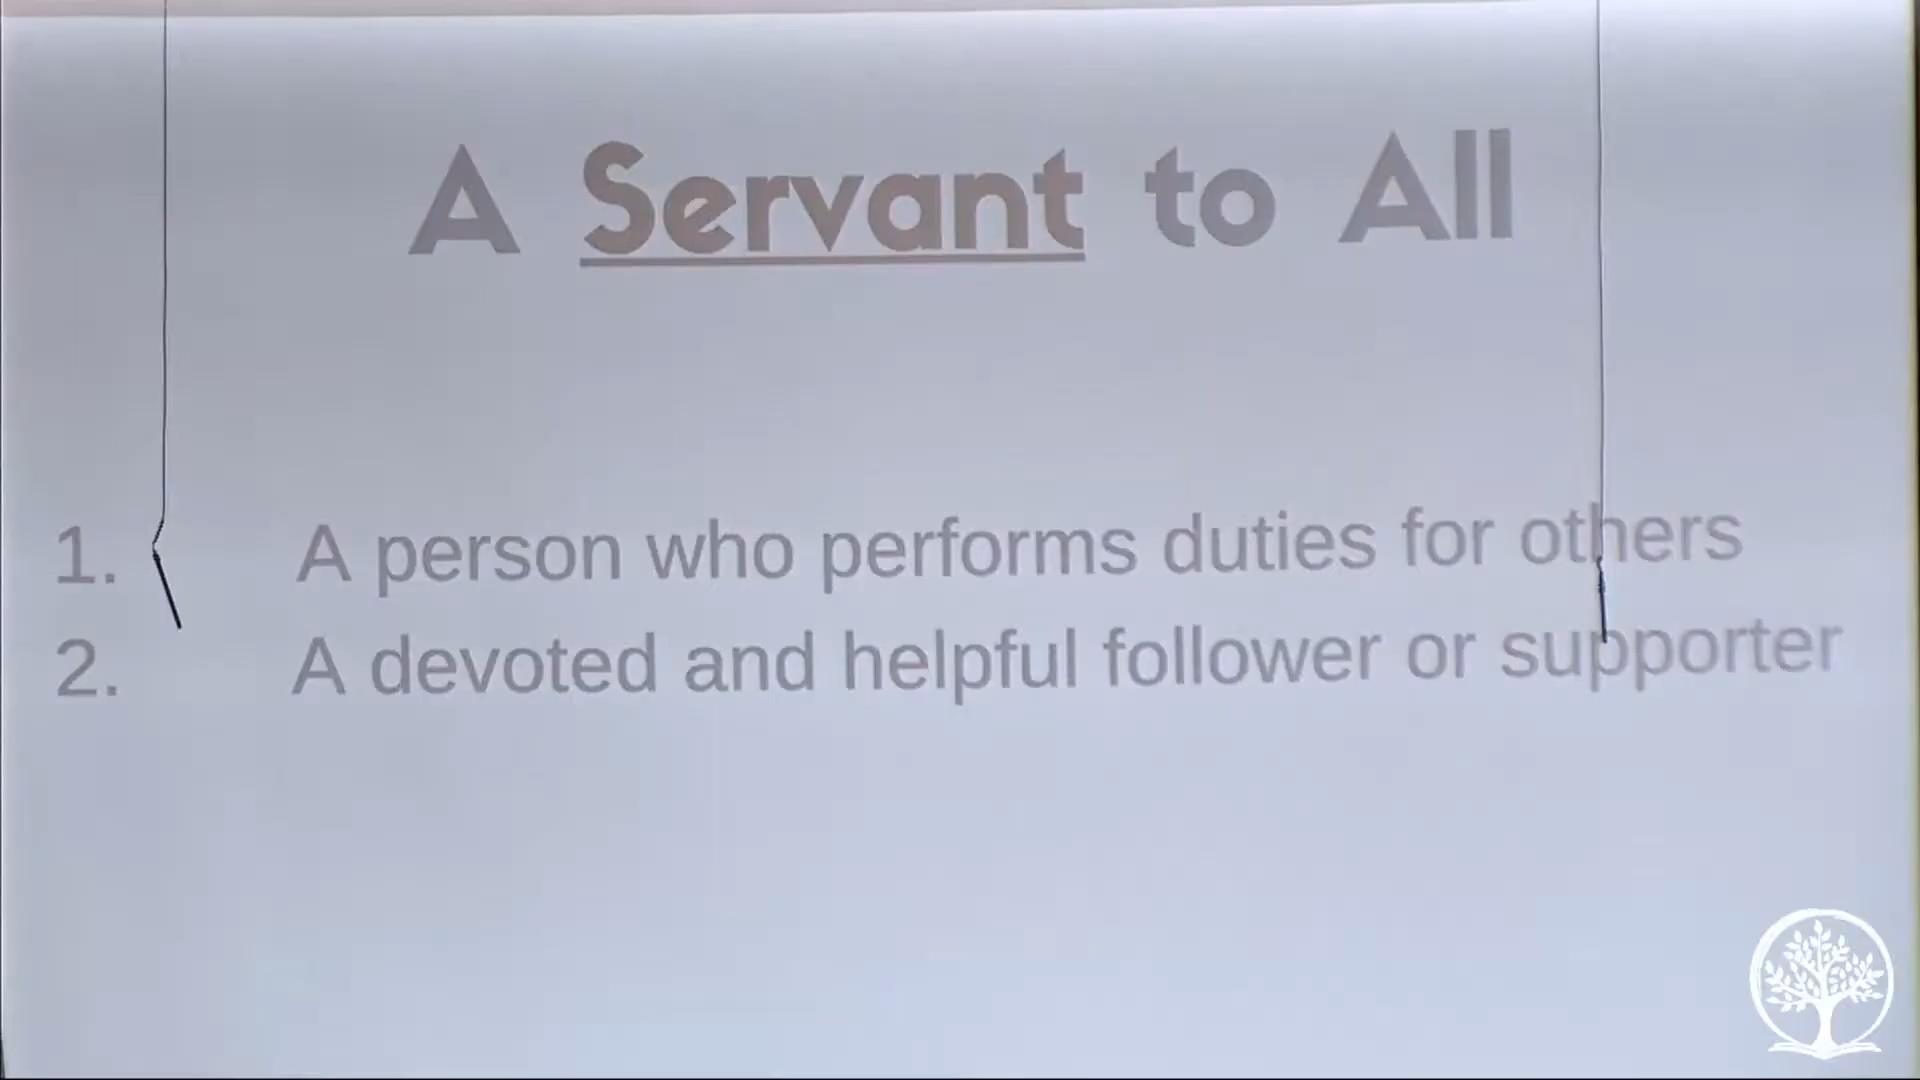 A Servant to All
1. A person who performs duties for others
2. A devoted and helpful follower or supporter